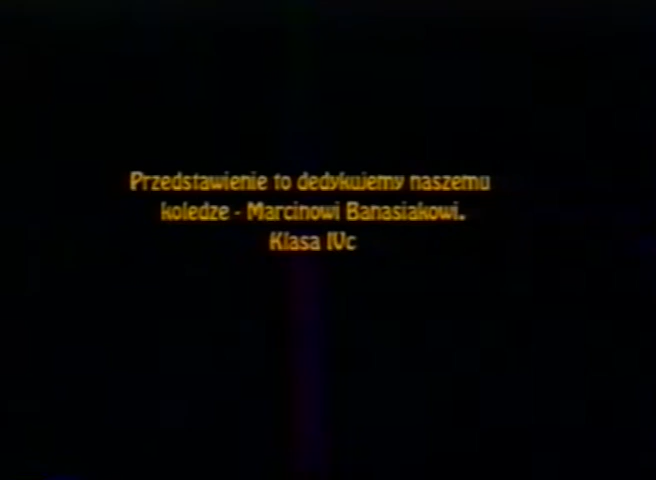 Przedstawienie to dedykujemy naszemu
koledze - Marcinowi Banasiakowi.
Klasa IVc